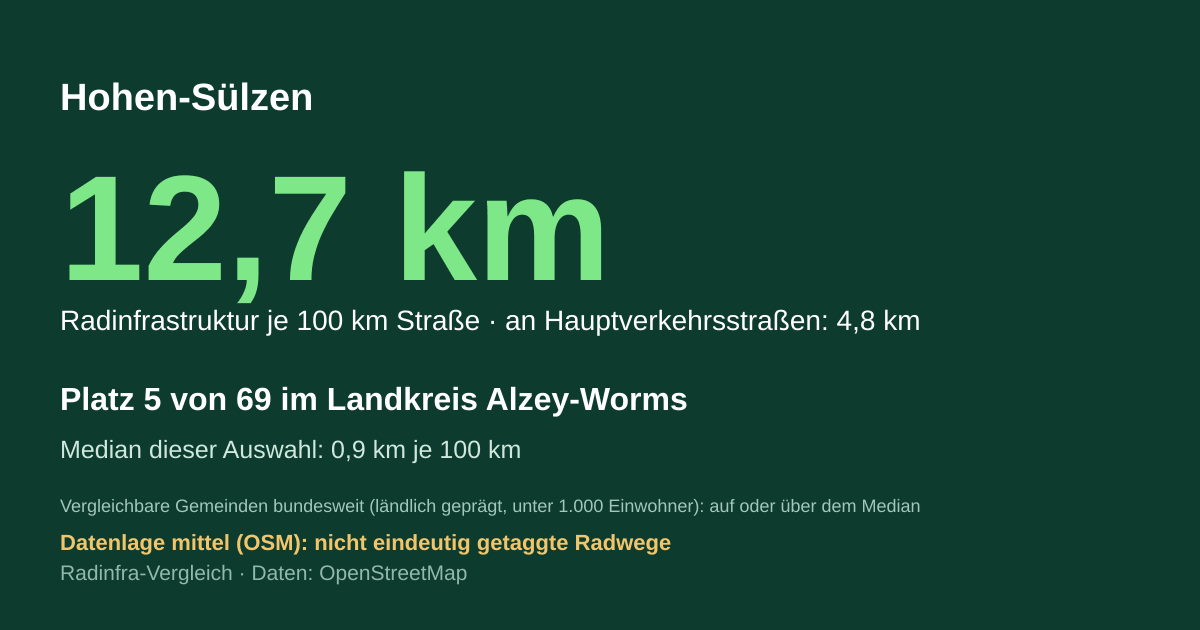 Hohen-Sülzen
12,7 km
Radinfrastruktur je 100 km Straße · an Hauptverkehrsstraßen: 4,8 km
Platz 5 von 69 im Landkreis Alzey-Worms
Median dieser Auswahl: 0,9 km je 100 km
Vergleichbare Gemeinden bundesweit (ländlich geprägt, unter 1.000 Einwohner): auf oder über dem Median
Datenlage mittel (OSM): nicht eindeutig getaggte Radwege
Radinfra-Vergleich · Daten: OpenStreetMap